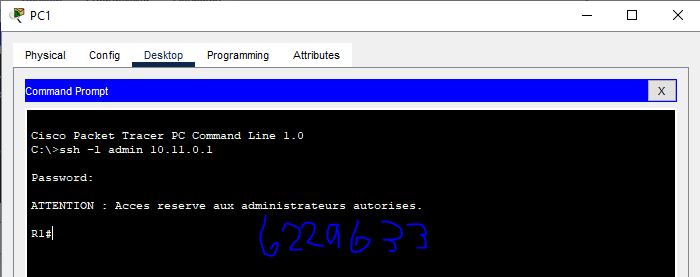 PC1
Physical Config Desktop Programming Attributes
Command Prompt X
Cisco Packet Tracer PC Command Line 1.0
C:\>ssh -l admin 10.11.0.1
Password:
ATTENTION : Acces reserve aux administrateurs autorises.
R1#
6229633